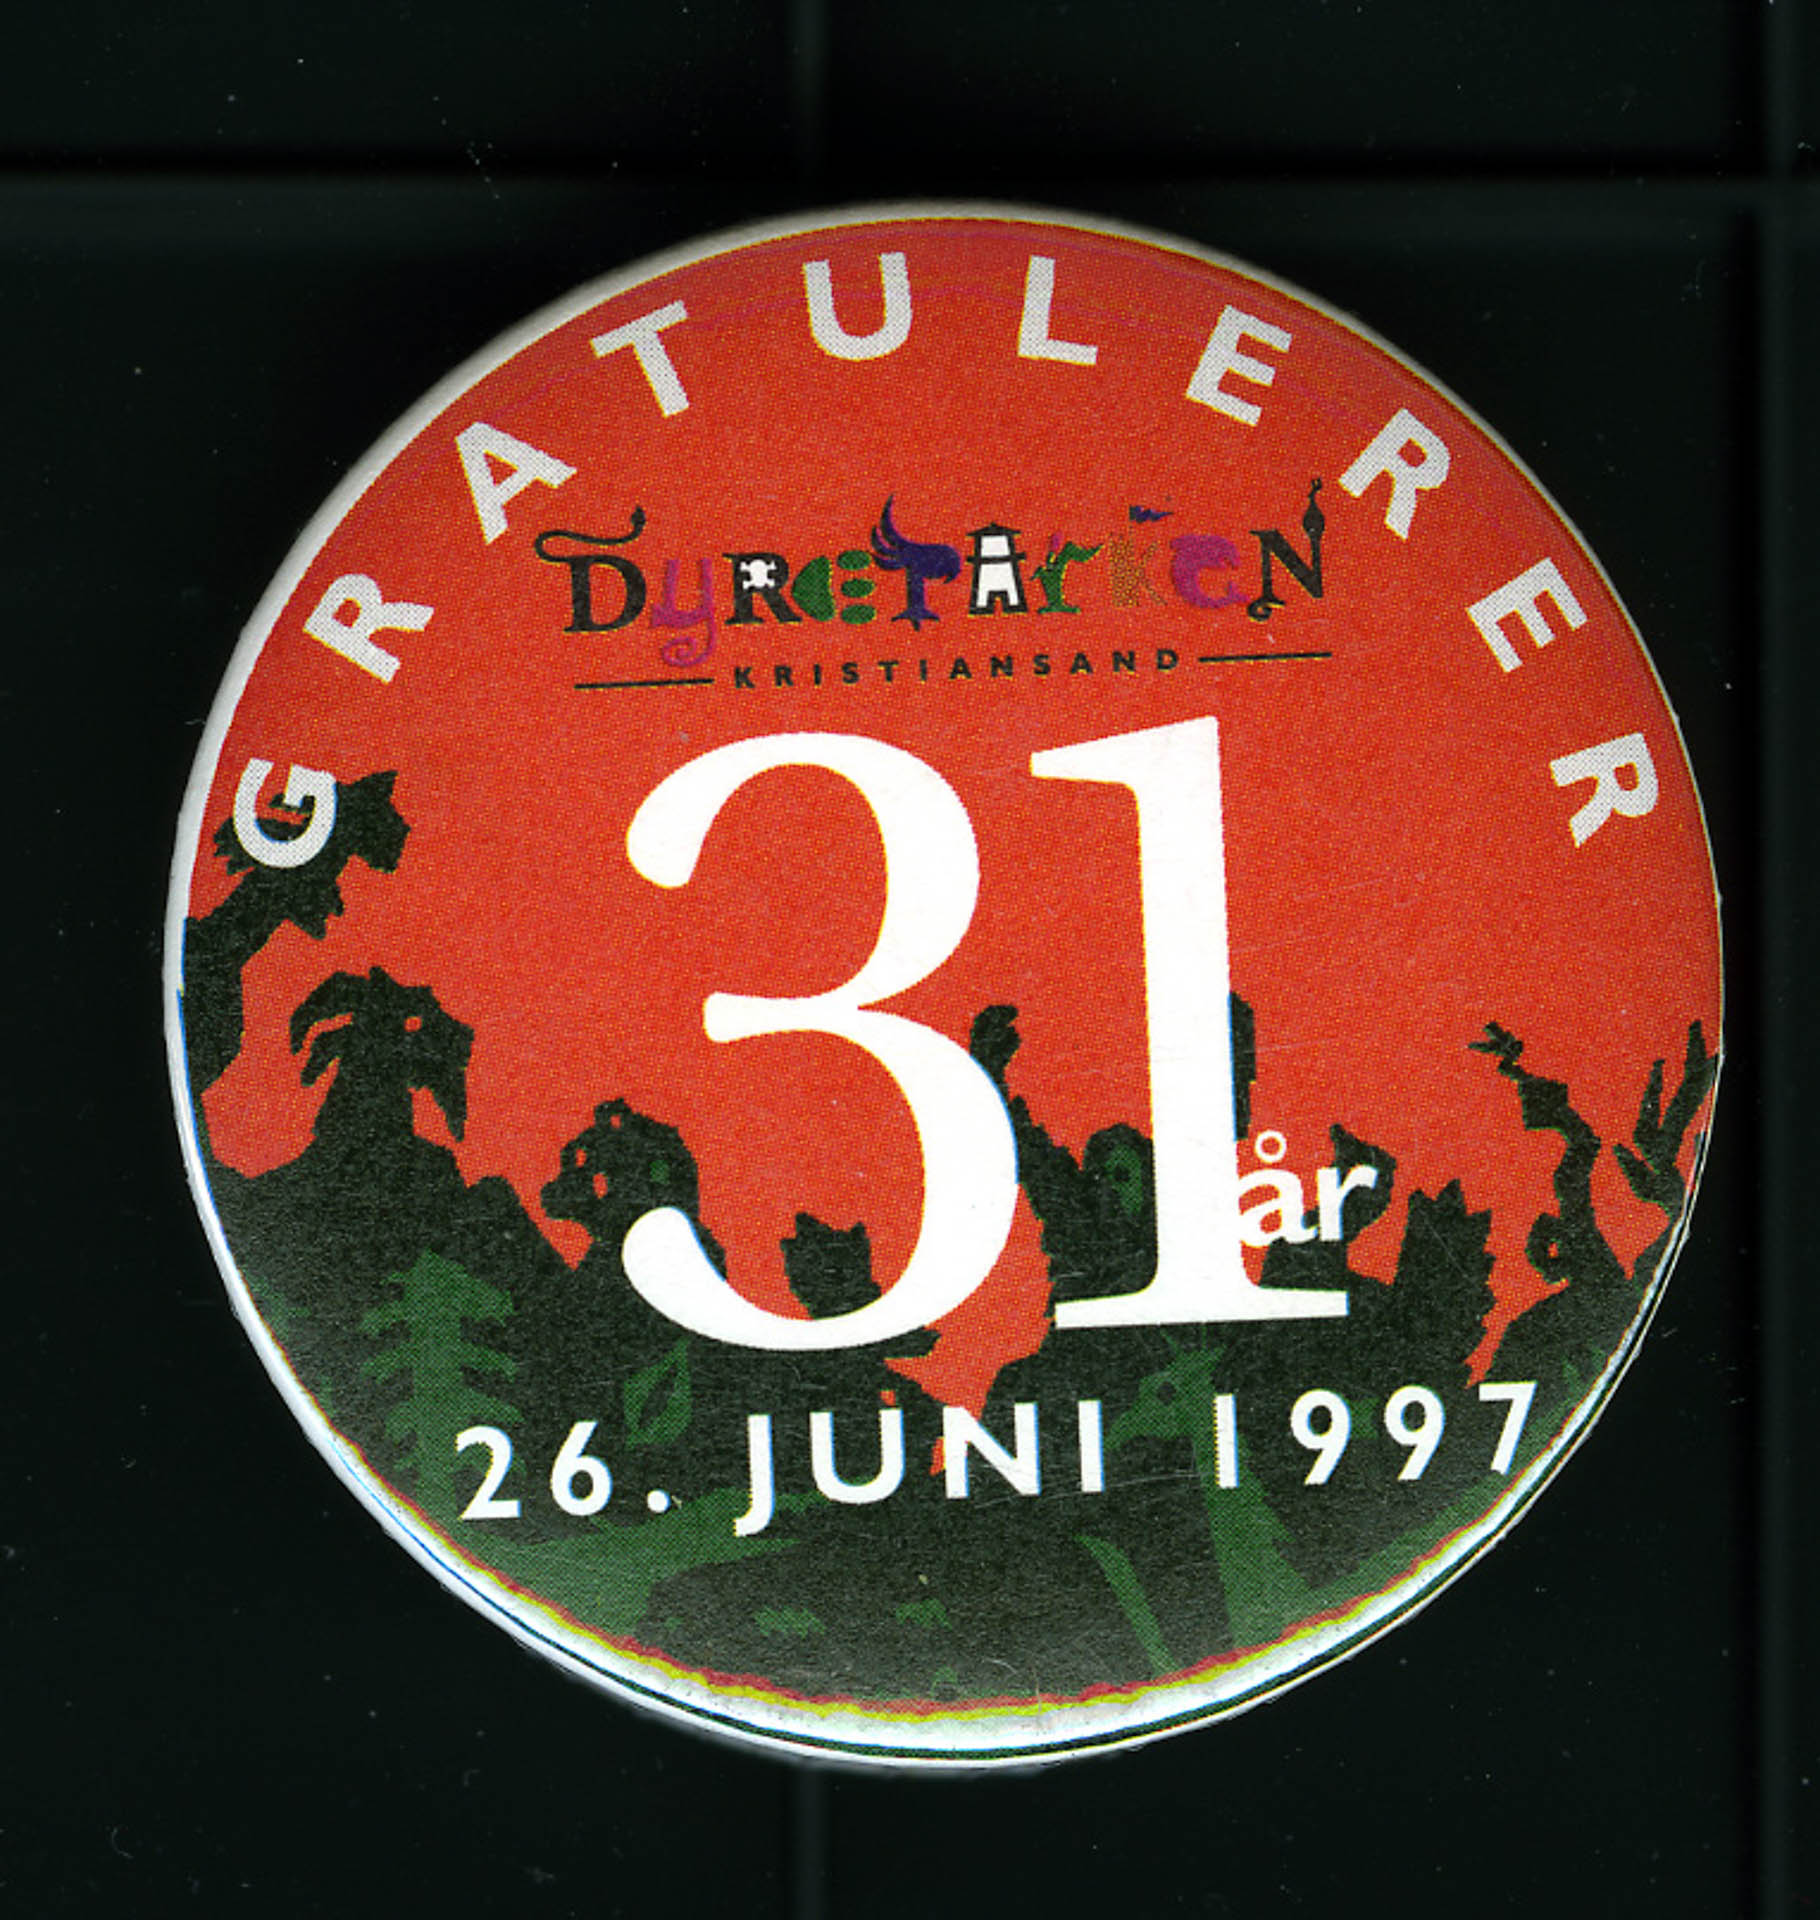 GRATULERER
DYREPARKEN
KRISTIANSAND
31
år
26. JUNI 1997